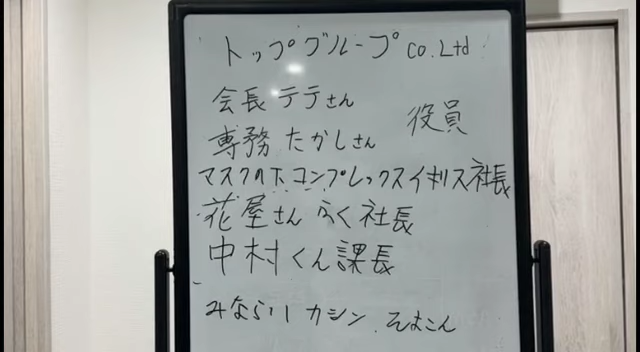 トップグループ co.Ltd
会長 テテさん
役員
専務 たかしさん
マスクの下 コンプレックス イギリス 社長
花屋さん ふく 社長
中村くん 課長
みならい カシン そよこん